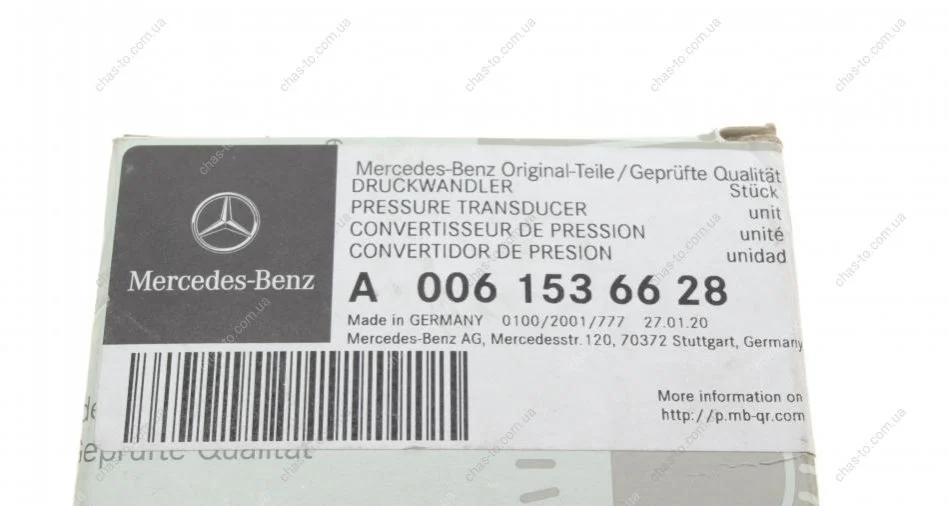 Mercedes-Benz Original-Teile/Geprüfte Qualität
DRUCKWANDLER Stück
PRESSURE TRANSDUCER unit
CONVERTISSEUR DE PRESSION unité
CONVERTIDOR DE PRESION unidad
Mercedes-Benz
A 006 153 66 28
Made in GERMANY 0100/2001/777 27.01.20
Mercedes-Benz AG, Mercedesstr.120, 70372 Stuttgart, Germany
More information on
http://p.mb-qr.com
Geprüfte Qualität
chas-to.com.ua